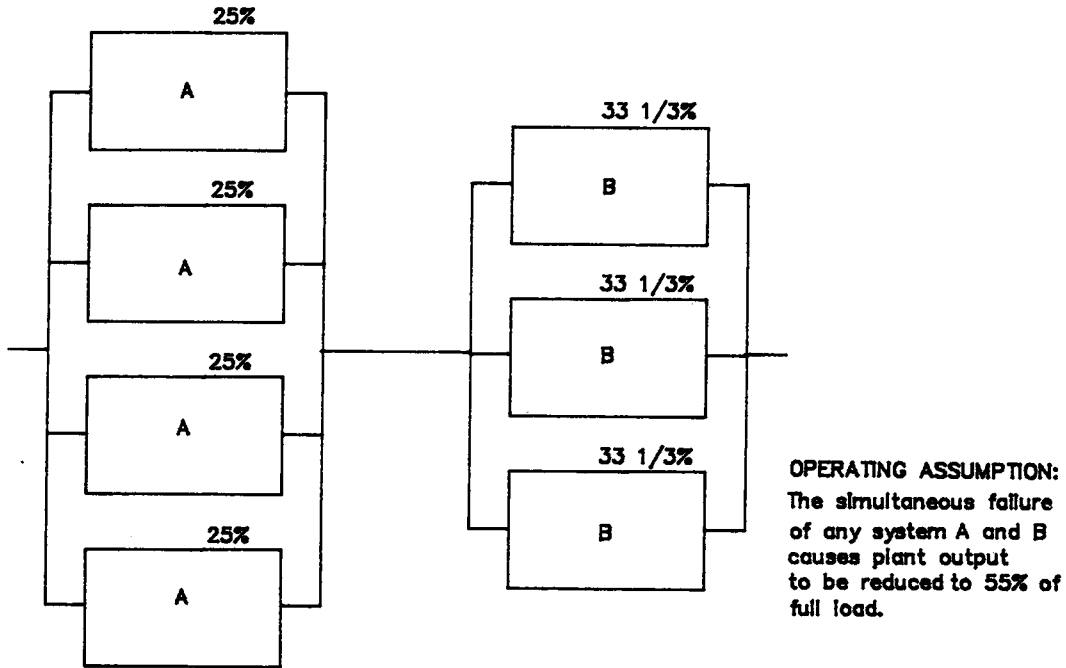 25%
A
25%
A
25%
A
25%
A
33 1/3%
B
33 1/3%
B
33 1/3%
B
OPERATING ASSUMPTION:
The simultaneous failure
of any system A and B
causes plant output
to be reduced to 55% of
full load.